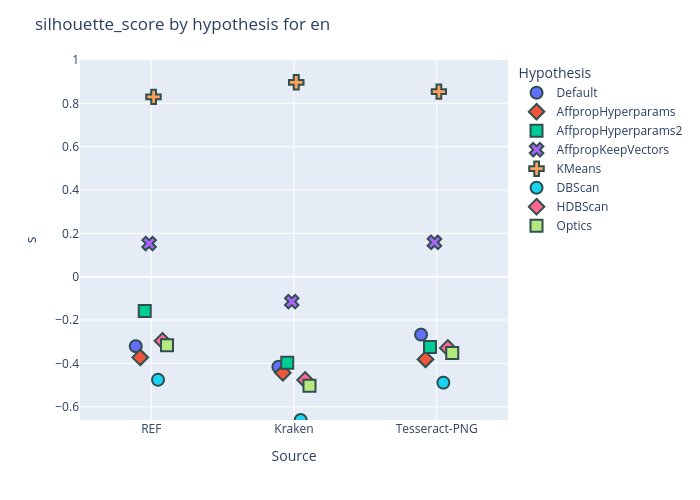 silhouette_score by hypothesis for en
Hypothesis
Default
AffpropHyperparams
AffpropHyperparams2
AffpropKeepVectors
KMeans
DBScan
HDBScan
Optics
s
1
0.8
0.6
0.4
0.2
0
−0.2
−0.4
−0.6
REF
Kraken
Tesseract-PNG
Source